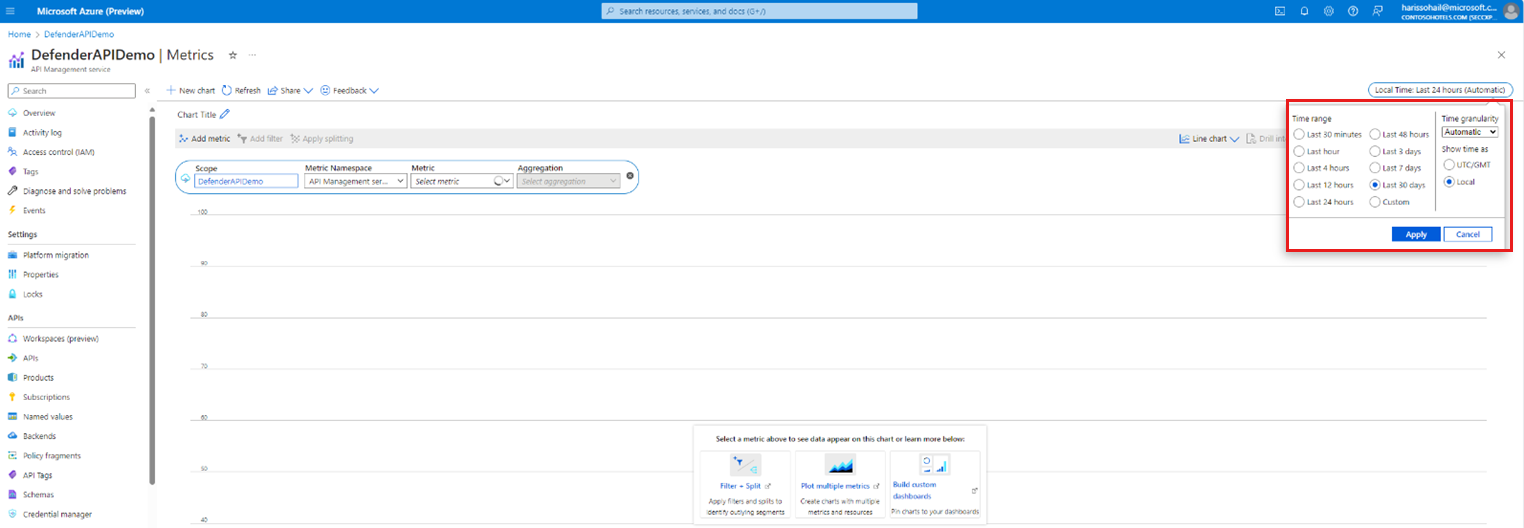 Microsoft Azure (Preview)
Search resources, services, and docs (G+/)
harissohail@microsoft.c...
CONTOSOHOTELS.COM (SECCXP...
Home > DefenderAPIDemo
DefenderAPIDemo | Metrics
API Management service
Search
New chart
Refresh
Share
Feedback
Local Time: Last 24 hours (Automatic)
Overview
Activity log
Access control (IAM)
Tags
Diagnose and solve problems
Events
Settings
Platform migration
Properties
Locks
APIs
Workspaces (preview)
APIs
Products
Subscriptions
Named values
Backends
Policy fragments
API Tags
Schemas
Credential manager
Chart Title
Add metric
Add filter
Apply splitting
Line chart
Drill int
Scope
DefenderAPIDemo
Metric Namespace
API Management ser...
Metric
Select metric
Aggregation
Select aggregation
100
90
80
70
60
50
40
Time range
Last 30 minutes
Last hour
Last 4 hours
Last 12 hours
Last 24 hours
Last 48 hours
Last 3 days
Last 7 days
Last 30 days
Custom
Time granularity
Automatic
Show time as
UTC/GMT
Local
Apply
Cancel
Select a metric above to see data appear on this chart or learn more below:
Filter + Split
Apply filters and splits to
identify outlying segments
Plot multiple metrics
Create charts with multiple
metrics and resources
Build custom
dashboards
Pin charts to your dashboards